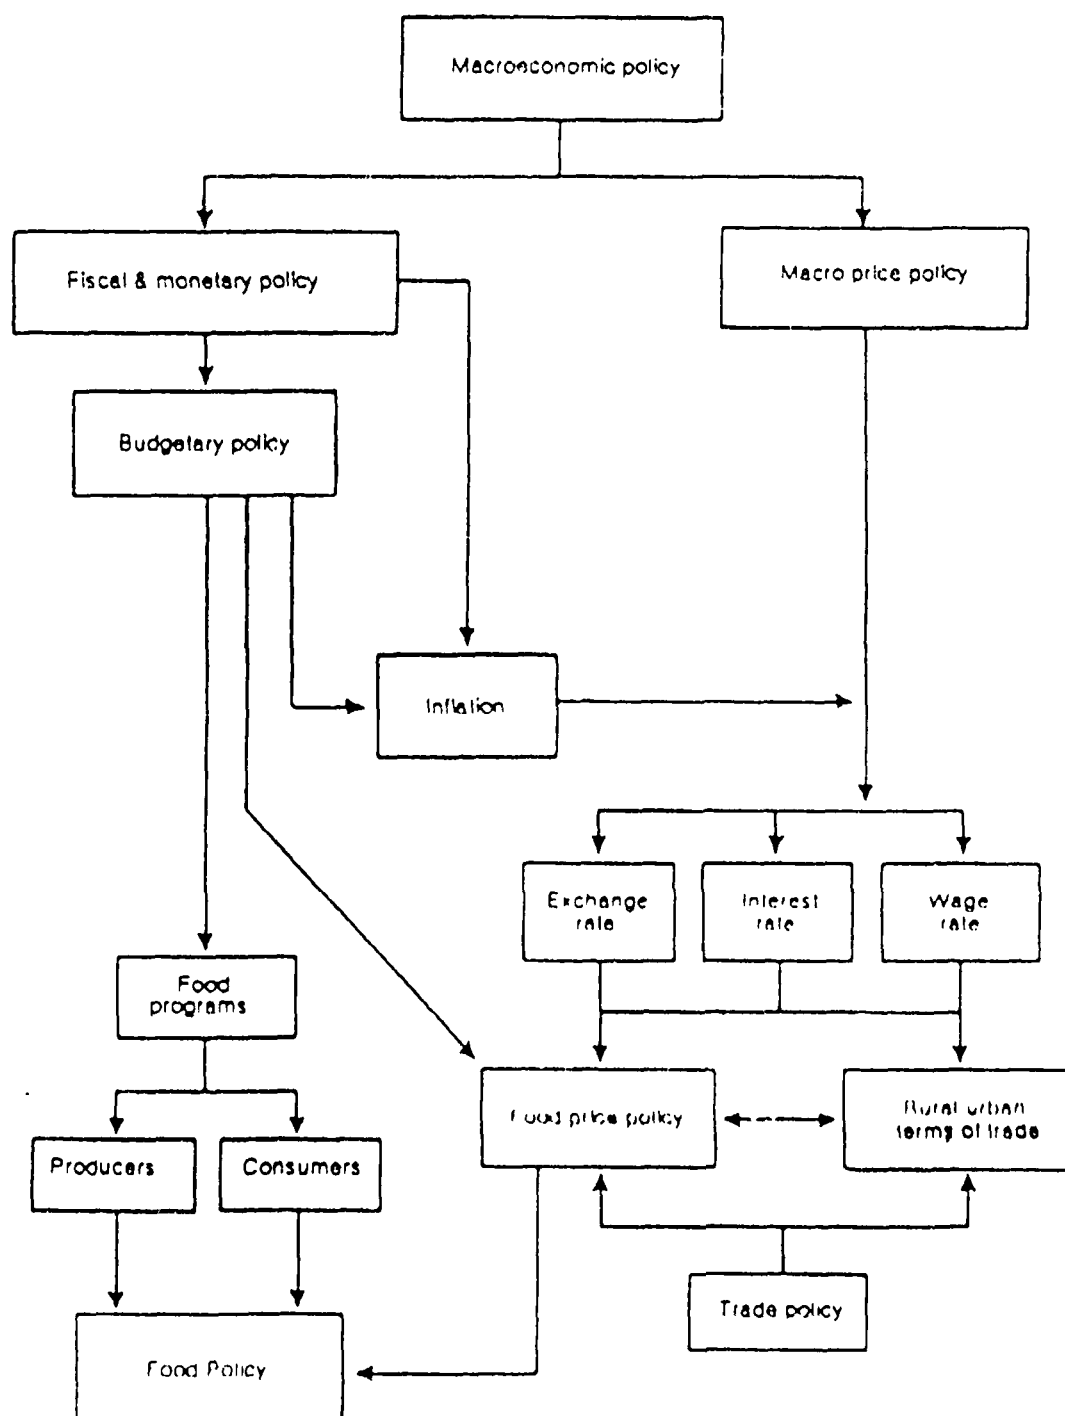 Macroeconomic policy
Fiscal & monetary policy
Macro price policy
Budgetary policy
Inflation
Exchange
rate
Interest
rate
Wage
rate
Food
programs
Food price policy
Rural urban
terms of trade
Producers
Consumers
Trade policy
Food Policy